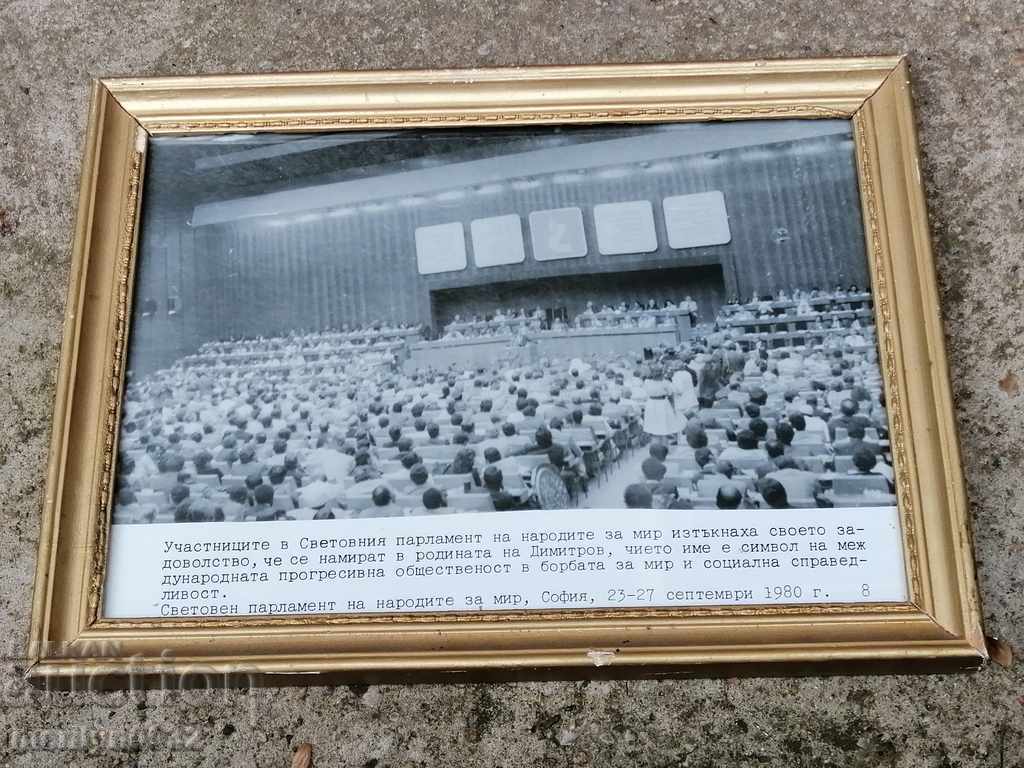 Участниците в Световния парламент на народите за мир изтъкнаха своето за-
доволство, че се намират в родината на Димитров, чието име е символ на меж
дународната прогресивна общественост в борбата за мир и социална справед-
ливост.
Световен парламент на народите за мир, София, 23-27 септември 1980 г. 8
auction